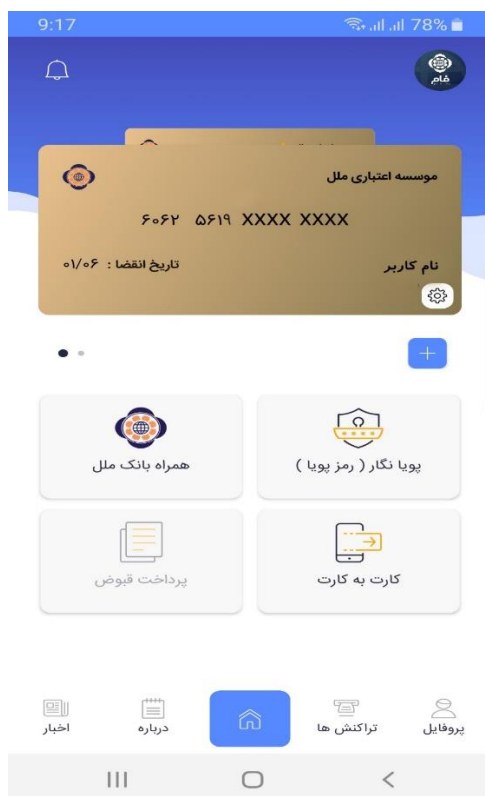 9:17 78%
فام
موسسه اعتباری ملل
۶۰۶۲ ۵۶۱۹ XXXX XXXX
نام کاربر
تاریخ انقضا : ۰۱/۰۶
پویا نگار ( رمز پویا )
همراه بانک ملل
کارت به کارت
پرداخت قبوض
پروفایل
تراکنش ها
درباره
اخبار